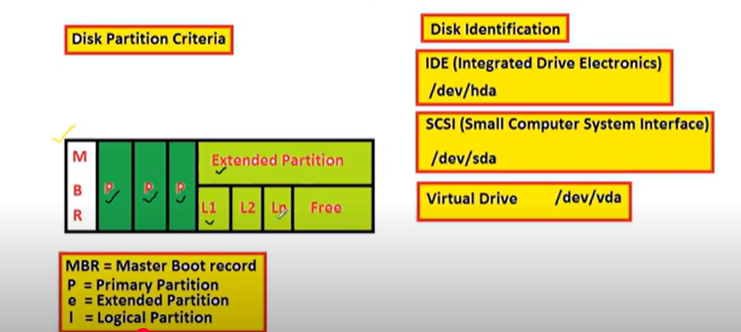 Disk Partition Criteria
M
B
R
P
P
P
Extended Partition
L1
L2
Ln
Free
MBR = Master Boot record
P = Primary Partition
e = Extended Partition
l = Logical Partition
Disk Identification
IDE (Integrated Drive Electronics)
/dev/hda
SCSI (Small Computer System Interface)
/dev/sda
Virtual Drive /dev/vda